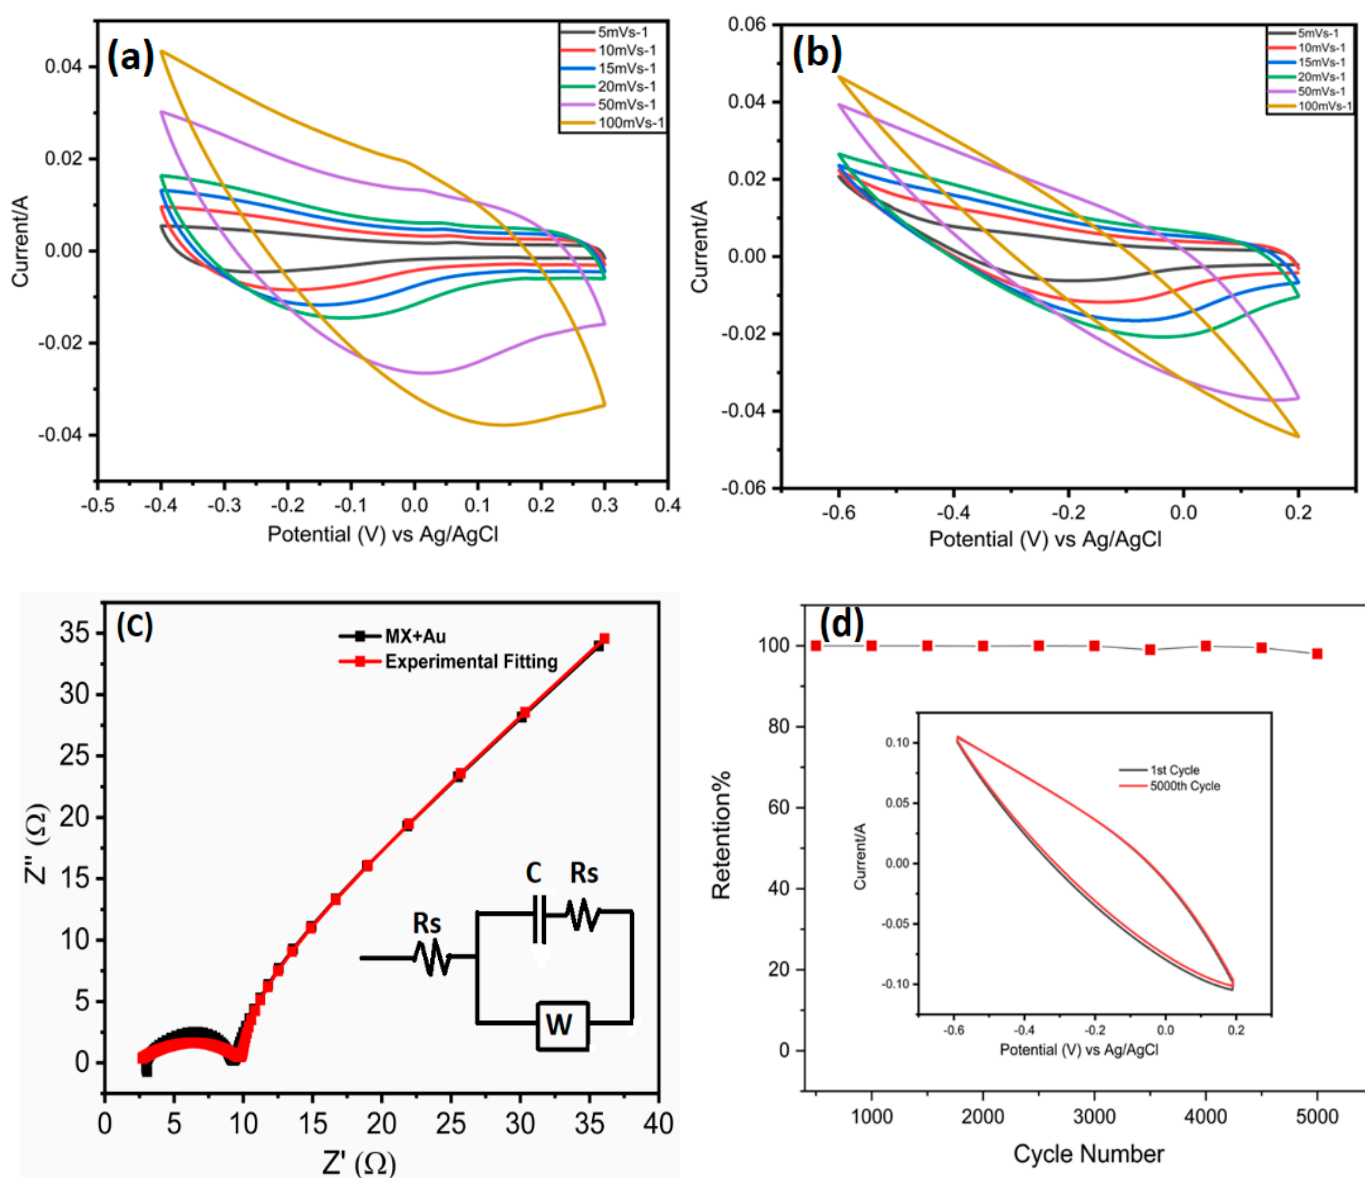 (a)
5mVs-1
10mVs-1
15mVs-1
20mVs-1
50mVs-1
100mVs-1
0.04
0.02
0.00
-0.02
-0.04
Current/A
-0.5
-0.4
-0.3
-0.2
-0.1
0.0
0.1
0.2
0.3
0.4
Potential (V) vs Ag/AgCl
(b)
5mVs-1
10mVs-1
15mVs-1
20mVs-1
50mVs-1
100mVs-1
0.06
0.04
0.02
0.00
-0.02
-0.04
-0.06
Current/A
-0.6
-0.4
-0.2
0.0
0.2
Potential (V) vs Ag/AgCl
(c)
MX+Au
Experimental Fitting
35
30
25
20
15
10
5
0
Z'' (Ω)
C
Rs
Rs
W
0
5
10
15
20
25
30
35
40
Z' (Ω)
(d)
100
80
60
40
20
0
Retention%
1st Cycle
5000th Cycle
0.10
0.05
0.00
-0.05
-0.10
Current/A
-0.6
-0.4
-0.2
0.0
0.2
Potential (V) vs Ag/AgCl
1000
2000
3000
4000
5000
Cycle Number